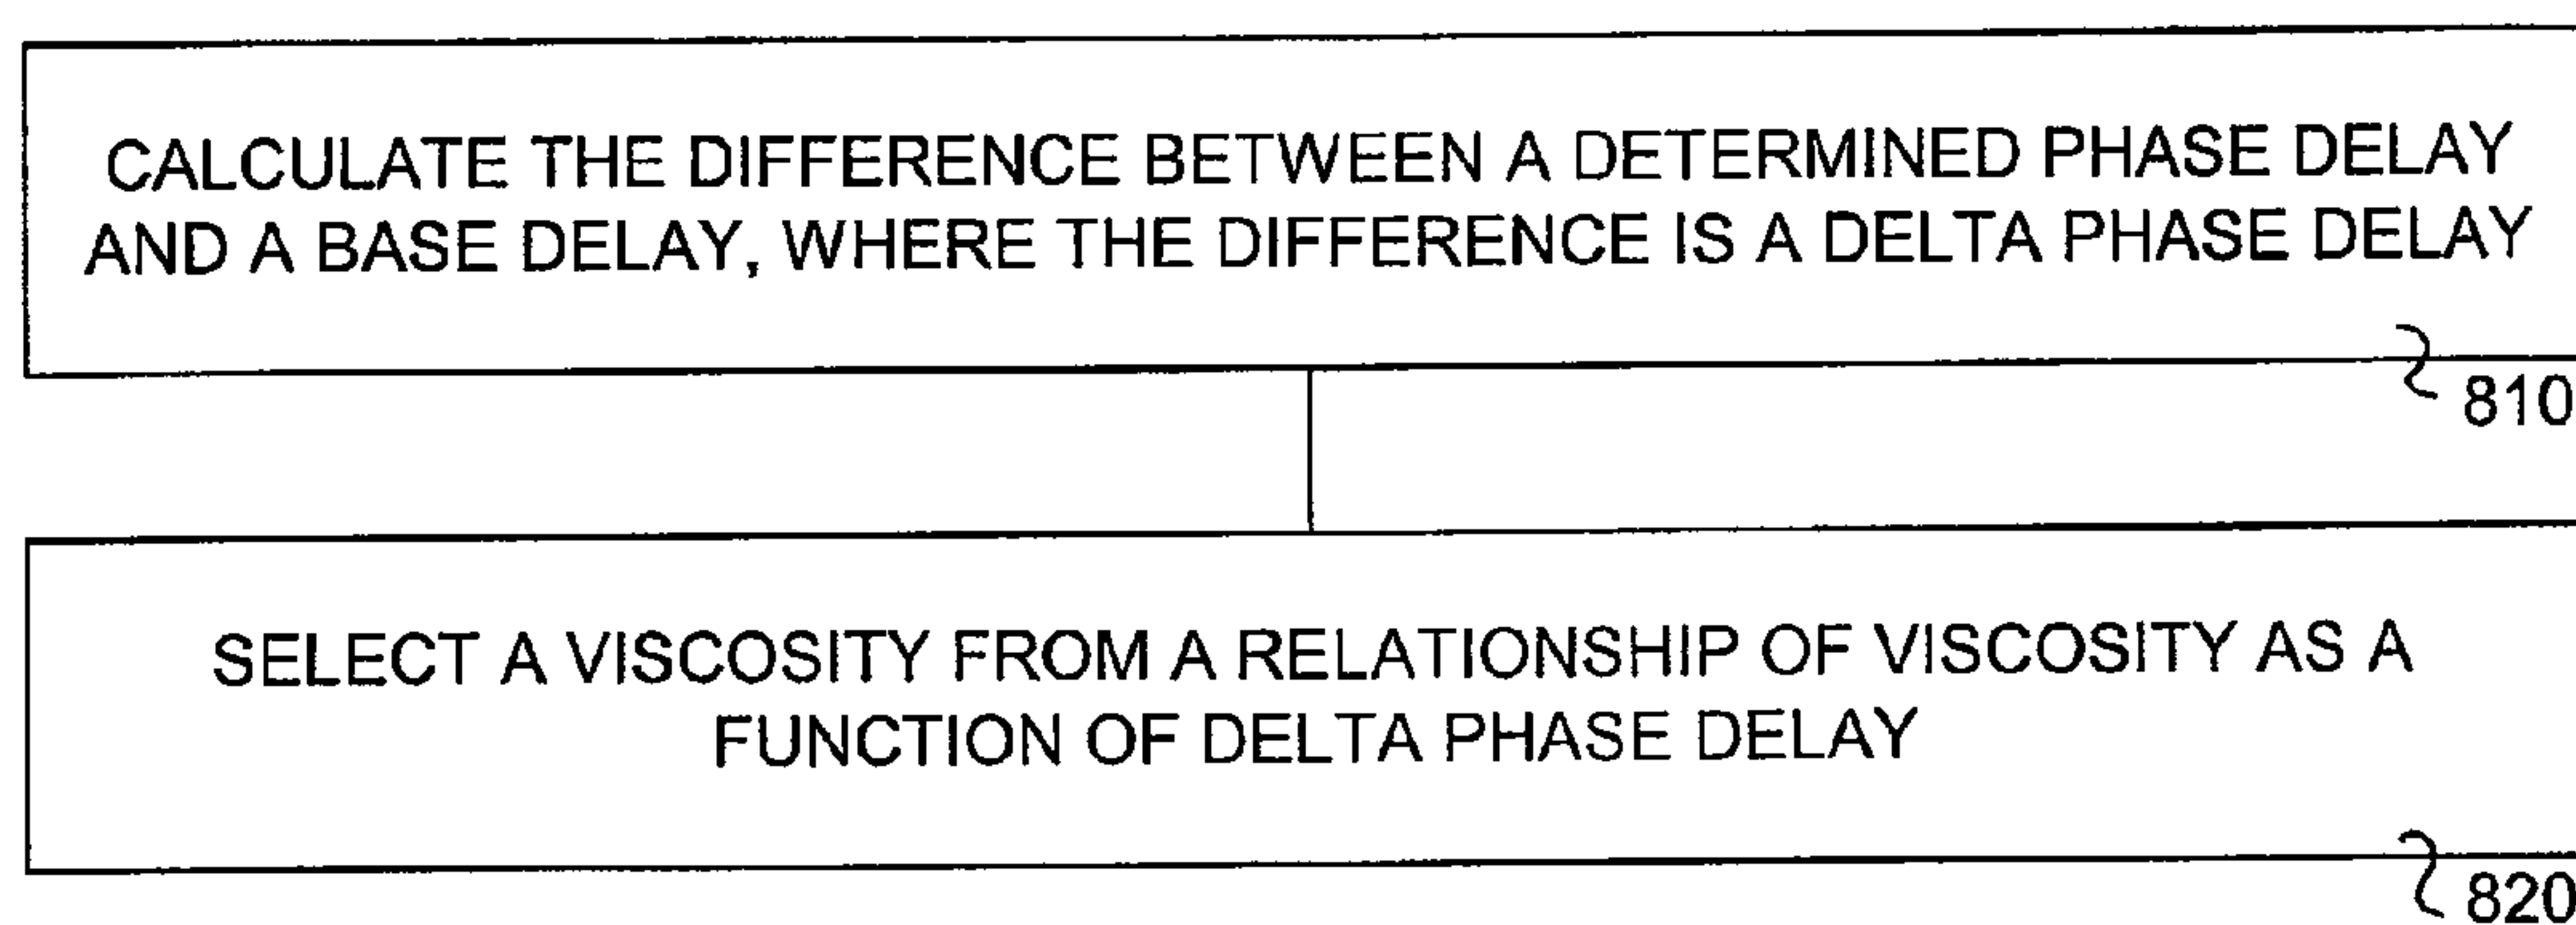 CALCULATE THE DIFFERENCE BETWEEN A DETERMINED PHASE DELAY
AND A BASE DELAY, WHERE THE DIFFERENCE IS A DELTA PHASE DELAY
810
SELECT A VISCOSITY FROM A RELATIONSHIP OF VISCOSITY AS A
FUNCTION OF DELTA PHASE DELAY
820